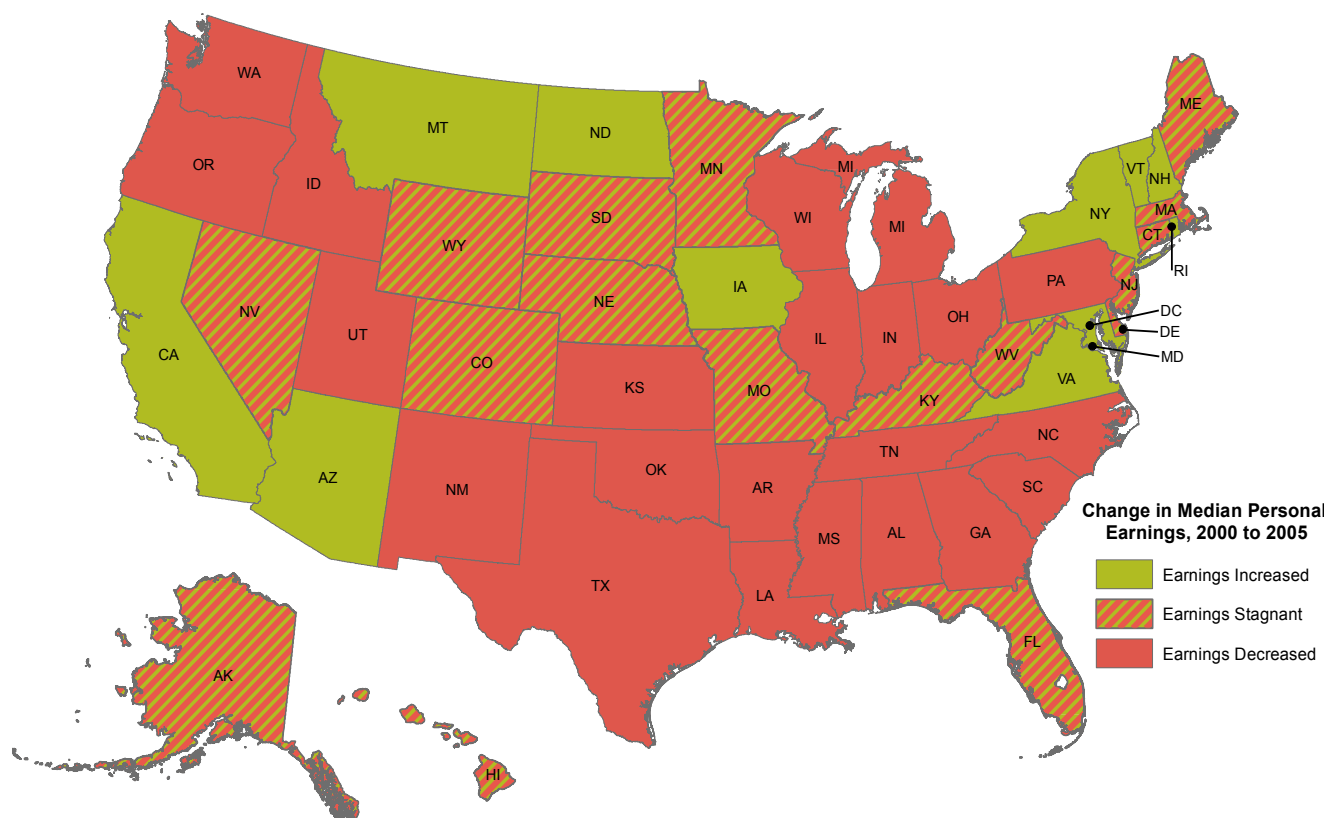 WA
MT
ND
ME
OR
ID
MN
MI
VT
NH
WI
NY
MA
SD
WY
MI
CT
RI
IA
PA
NJ
NE
NV
OH
DC
UT
IL
IN
DE
CA
CO
WV
MD
KS
MO
VA
KY
NC
TN
OK
AZ
NM
AR
SC
MS
AL
GA
TX
LA
FL
AK
HI
Change in Median Personal
Earnings, 2000 to 2005
Earnings Increased
Earnings Stagnant
Earnings Decreased